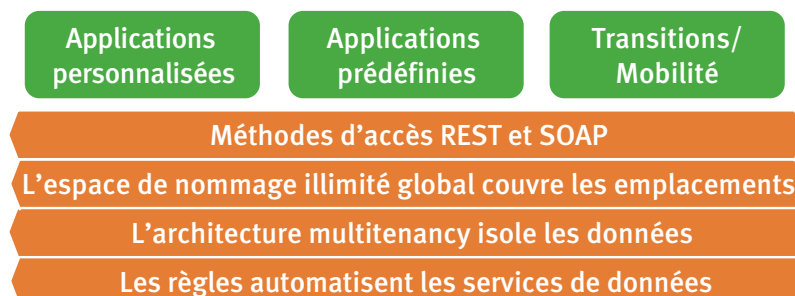 Applications
personnalisées
Applications
prédéfinies
Transitions/
Mobilité
Méthodes d’accès REST et SOAP
L’espace de nommage illimité global couvre les emplacements
L’architecture multitenancy isole les données
Les règles automatisent les services de données